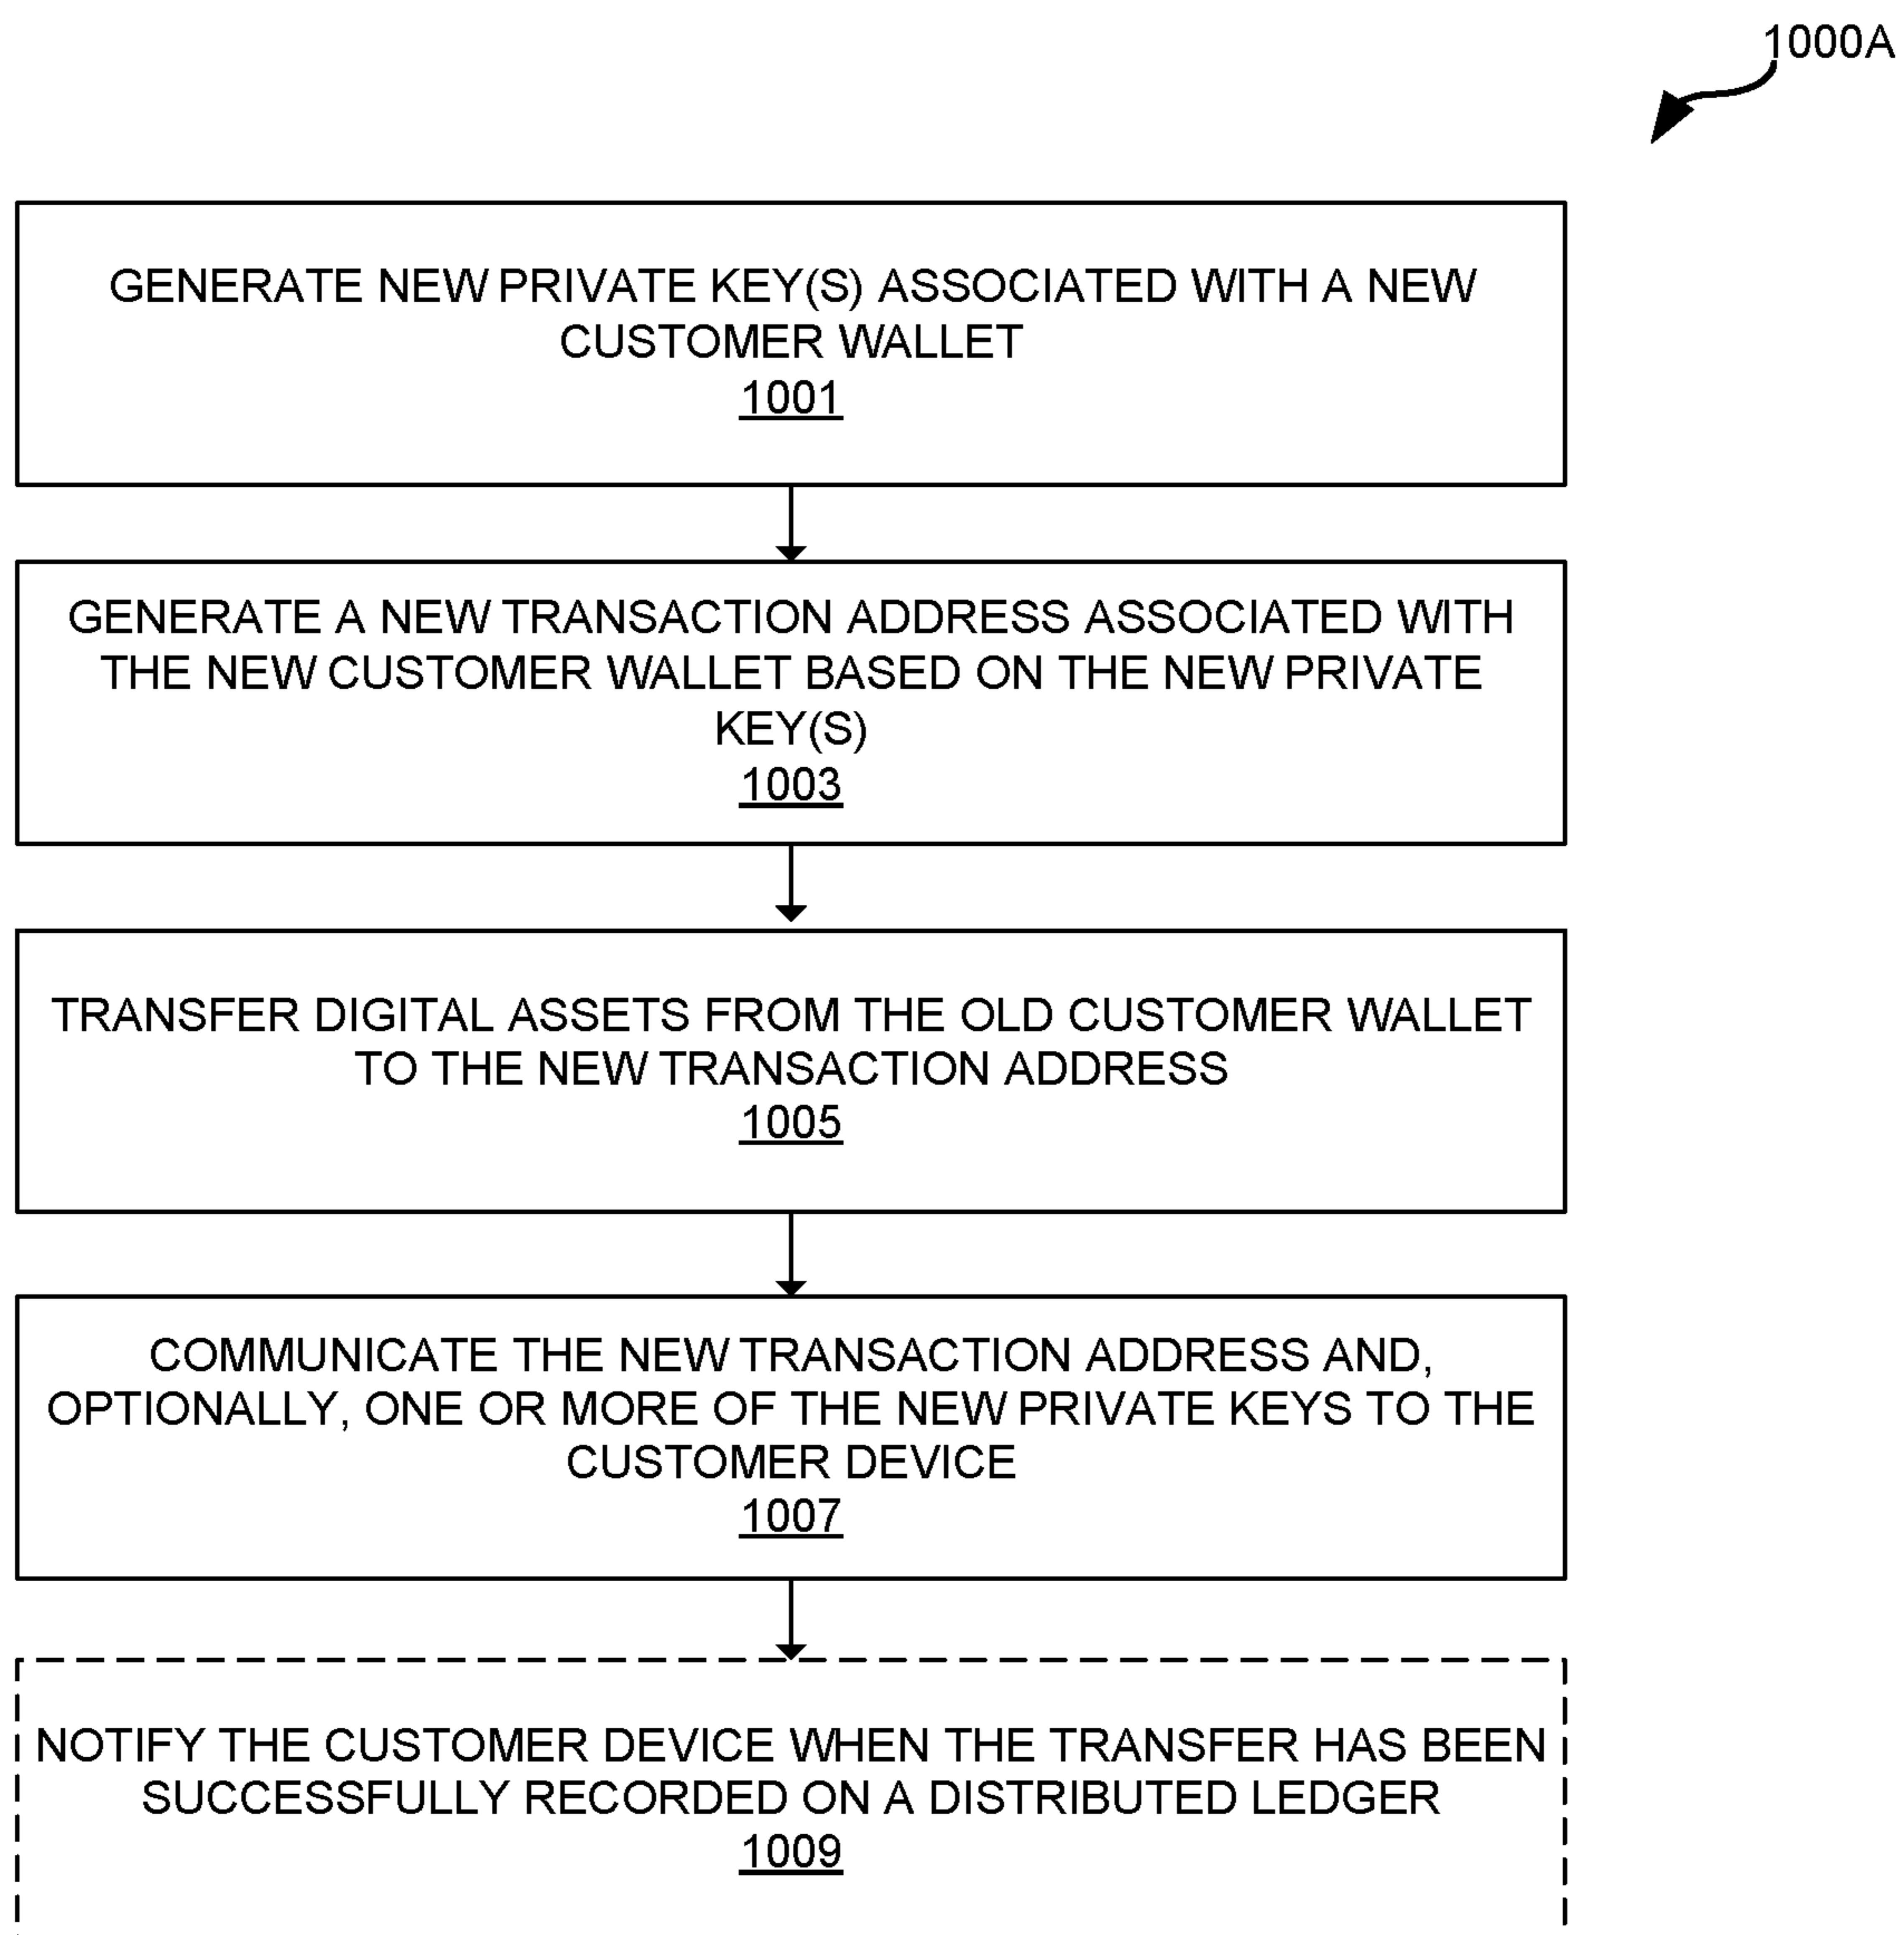 1000A
GENERATE NEW PRIVATE KEY(S) ASSOCIATED WITH A NEW
CUSTOMER WALLET
1001
GENERATE A NEW TRANSACTION ADDRESS ASSOCIATED WITH
THE NEW CUSTOMER WALLET BASED ON THE NEW PRIVATE
KEY(S)
1003
TRANSFER DIGITAL ASSETS FROM THE OLD CUSTOMER WALLET
TO THE NEW TRANSACTION ADDRESS
1005
COMMUNICATE THE NEW TRANSACTION ADDRESS AND,
OPTIONALLY, ONE OR MORE OF THE NEW PRIVATE KEYS TO THE
CUSTOMER DEVICE
1007
NOTIFY THE CUSTOMER DEVICE WHEN THE TRANSFER HAS BEEN
SUCCESSFULLY RECORDED ON A DISTRIBUTED LEDGER
1009